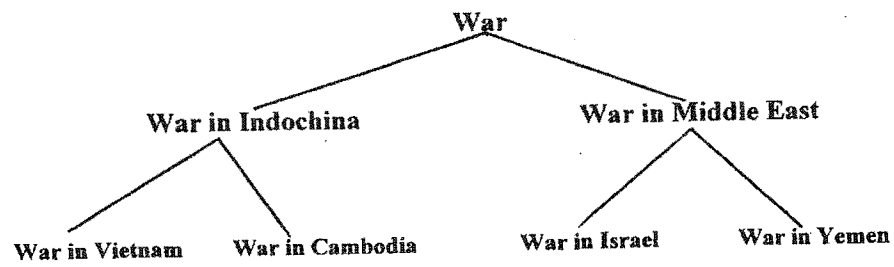 War
War in Indochina
War in Middle East
War in Vietnam
War in Cambodia
War in Israel
War in Yemen